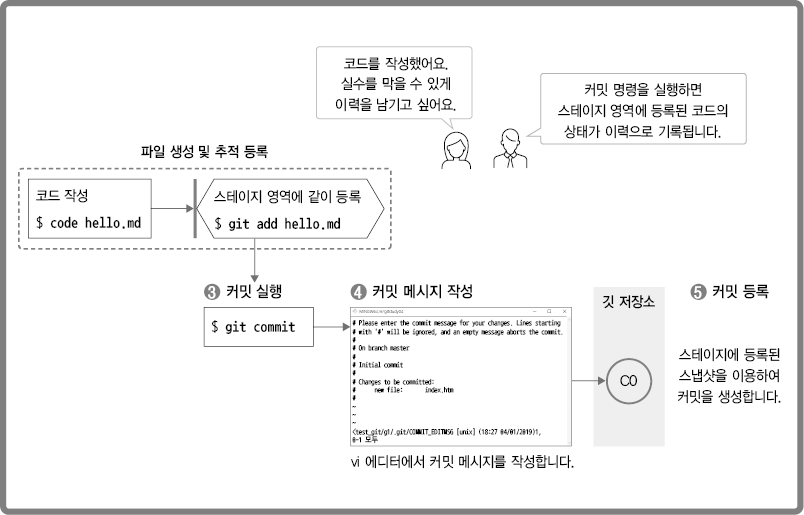 코드를 작성했어요.
실수를 막을 수 있게
이력을 남기고 싶어요.
커밋 명령을 실행하면
스테이지 영역에 등록된 코드의
상태가 이력으로 기록됩니다.
파일 생성 및 추적 등록
코드 작성
$ code hello.md
스테이지 영역에 같이 등록
$ git add hello.md
❸ 커밋 실행
$ git commit
❹ 커밋 메시지 작성
# Please enter the commit message for your changes. Lines starting
# with '#' will be ignored, and an empty message aborts the commit.
#
# On branch master
#
# Initial commit
#
# Changes to be committed:
#     new file:      index.htm
#
~
~
~
<test_git/g1/.git/COMMIT_EDITMSG [unix] (18:27 04/01/2019)1,
0-1 모두
vi 에디터에서 커밋 메시지를 작성합니다.
깃 저장소
C0
❺ 커밋 등록
스테이지에 등록된
스냅샷을 이용하여
커밋을 생성합니다.